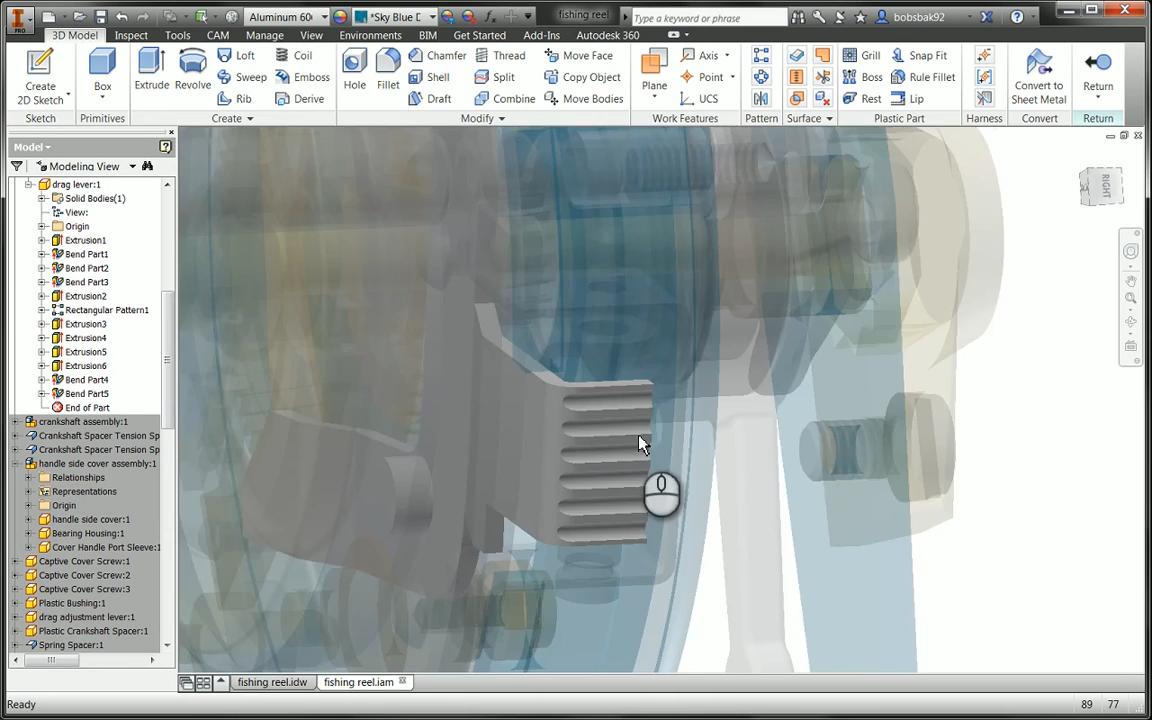 Aluminum 60 *Sky Blue D fishing reel Type a keyword or phrase bobsbak92
PRO 3D Model Inspect Tools CAM Manage View Environments BIM Get Started Add-Ins Autodesk 360
Create 2D Sketch Box Extrude Revolve Loft Coil Hole Fillet Chamfer Thread Move Face Plane Axis Grill Snap Fit Convert to Sheet Metal Return
Sweep Emboss Shell Split Copy Object Point Boss Rule Fillet
Rib Derive Draft Combine Move Bodies UCS Rest Lip
Sketch Primitives Create Modify Work Features Pattern Surface Plastic Part Harness Convert Return
Model
Modeling View
drag lever:1
Solid Bodies(1)
View:
Origin
Extrusion1
Bend Part1
Bend Part2
Bend Part3
Extrusion2
Rectangular Pattern1
Extrusion3
Extrusion4
Extrusion5
Extrusion6
Bend Part4
Bend Part5
End of Part
crankshaft assembly:1
Crankshaft Spacer Tension Sp
Crankshaft Spacer Tension Sp
handle side cover assembly:1
Relationships
Representations
Origin
handle side cover:1
Bearing Housing:1
Cover Handle Port Sleeve:1
Captive Cover Screw:1
Captive Cover Screw:2
Captive Cover Screw:3
Plastic Bushing:1
drag adjustment lever:1
Plastic Crankshaft Spacer:1
Spring Spacer:1
RIGHT
fishing reel.idw fishing reel.iam
Ready 89 77